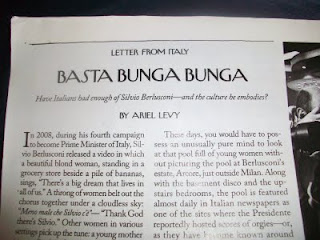 LETTER FROM ITALY
BASTA BUNGA BUNGA
Have Italians had enough of Silvio Berlusconi—and the culture he embodies?
BY ARIEL LEVY
In 2008, during his fourth campaign
to become Prime Minister of Italy, Sil-
vio Berlusconi released a video in which
a beautiful blond woman, standing in a
grocery store beside a pile of bananas,
sings, "There's a big dream that lives in
all of us." A throng of women belt out the
chorus together under a cloudless sky:
"Meno male che Silvio c'è"—"Thank God
there's Silvio." Other women in various
settings pick up the tune: a young mother
These days, you would have to pos-
sess an unusually pure mind to look
at that pool full of young women with-
out picturing the pool at Berlusconi's
estate, Arcore, just outside Milan. Along
with the basement disco and the up-
stairs bedrooms, the pool is featured
almost daily in Italian newspapers as
one of the sites where the Presidente
reportedly hosted scores of orgies—or,
as they have become known around